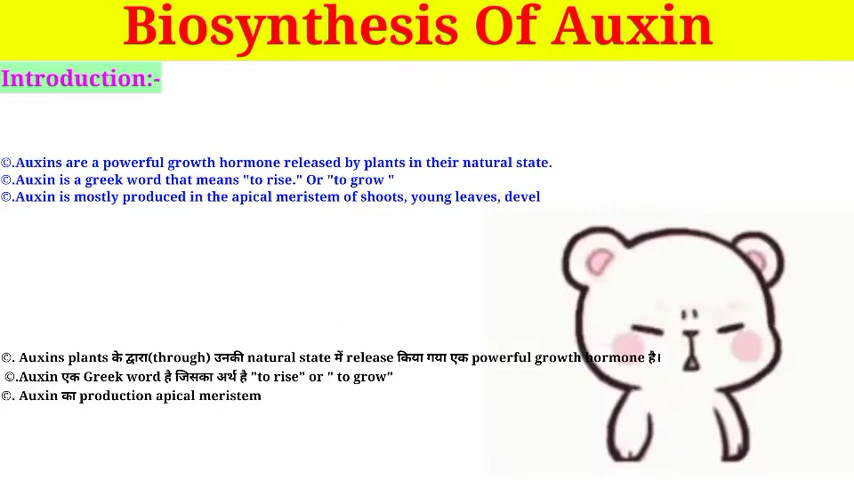 Biosynthesis Of Auxin
Introduction:-
©.Auxins are a powerful growth hormone released by plants in their natural state.
©.Auxin is a greek word that means "to rise." Or "to grow "
©.Auxin is mostly produced in the apical meristem of shoots, young leaves, devel
©. Auxins plants के द्वारा(through) उनकी natural state में release किया गया एक powerful growth hormone है।
©.Auxin एक Greek word है जिसका अर्थ है "to rise" or " to grow"
©. Auxin का production apical meristem